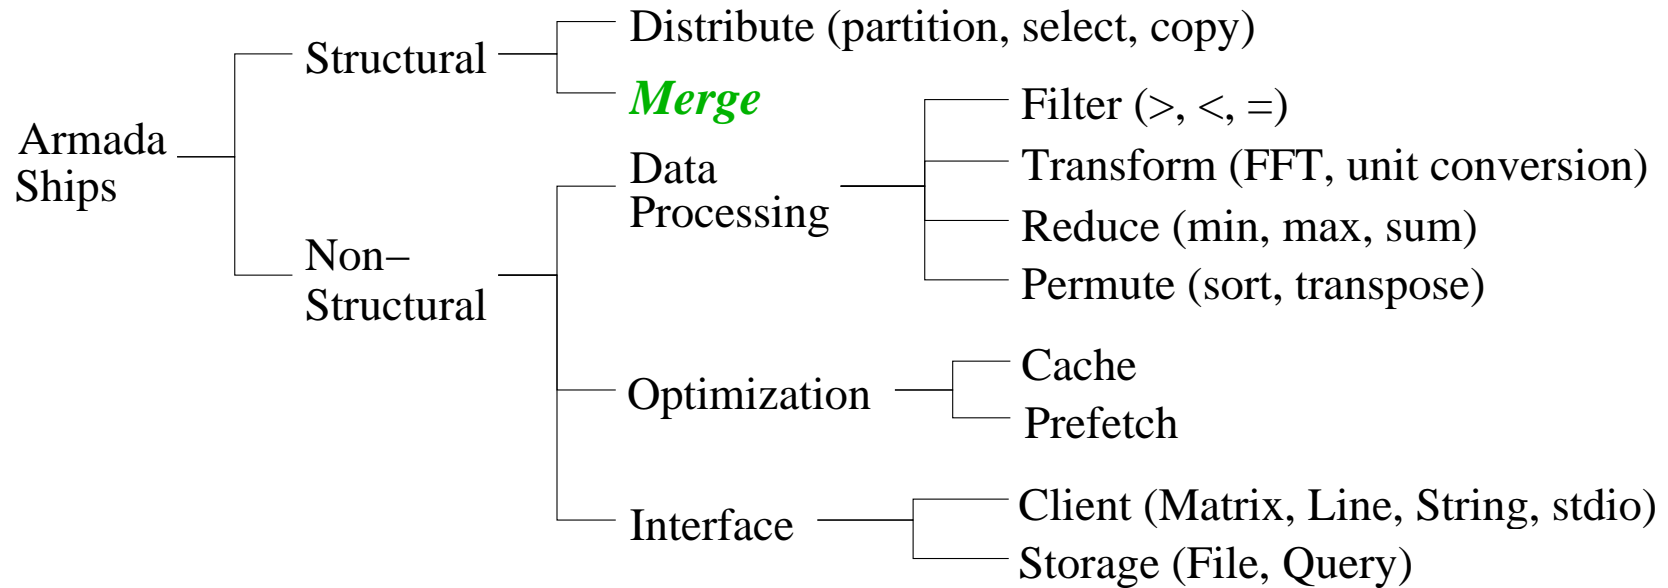 Armada
Ships
Structural
Distribute (partition, select, copy)
Merge
Non−
Structural
Data
Processing
Filter (>, <, =)
Transform (FFT, unit conversion)
Reduce (min, max, sum)
Permute (sort, transpose)
Optimization
Cache
Prefetch
Interface
Client (Matrix, Line, String, stdio)
Storage (File, Query)